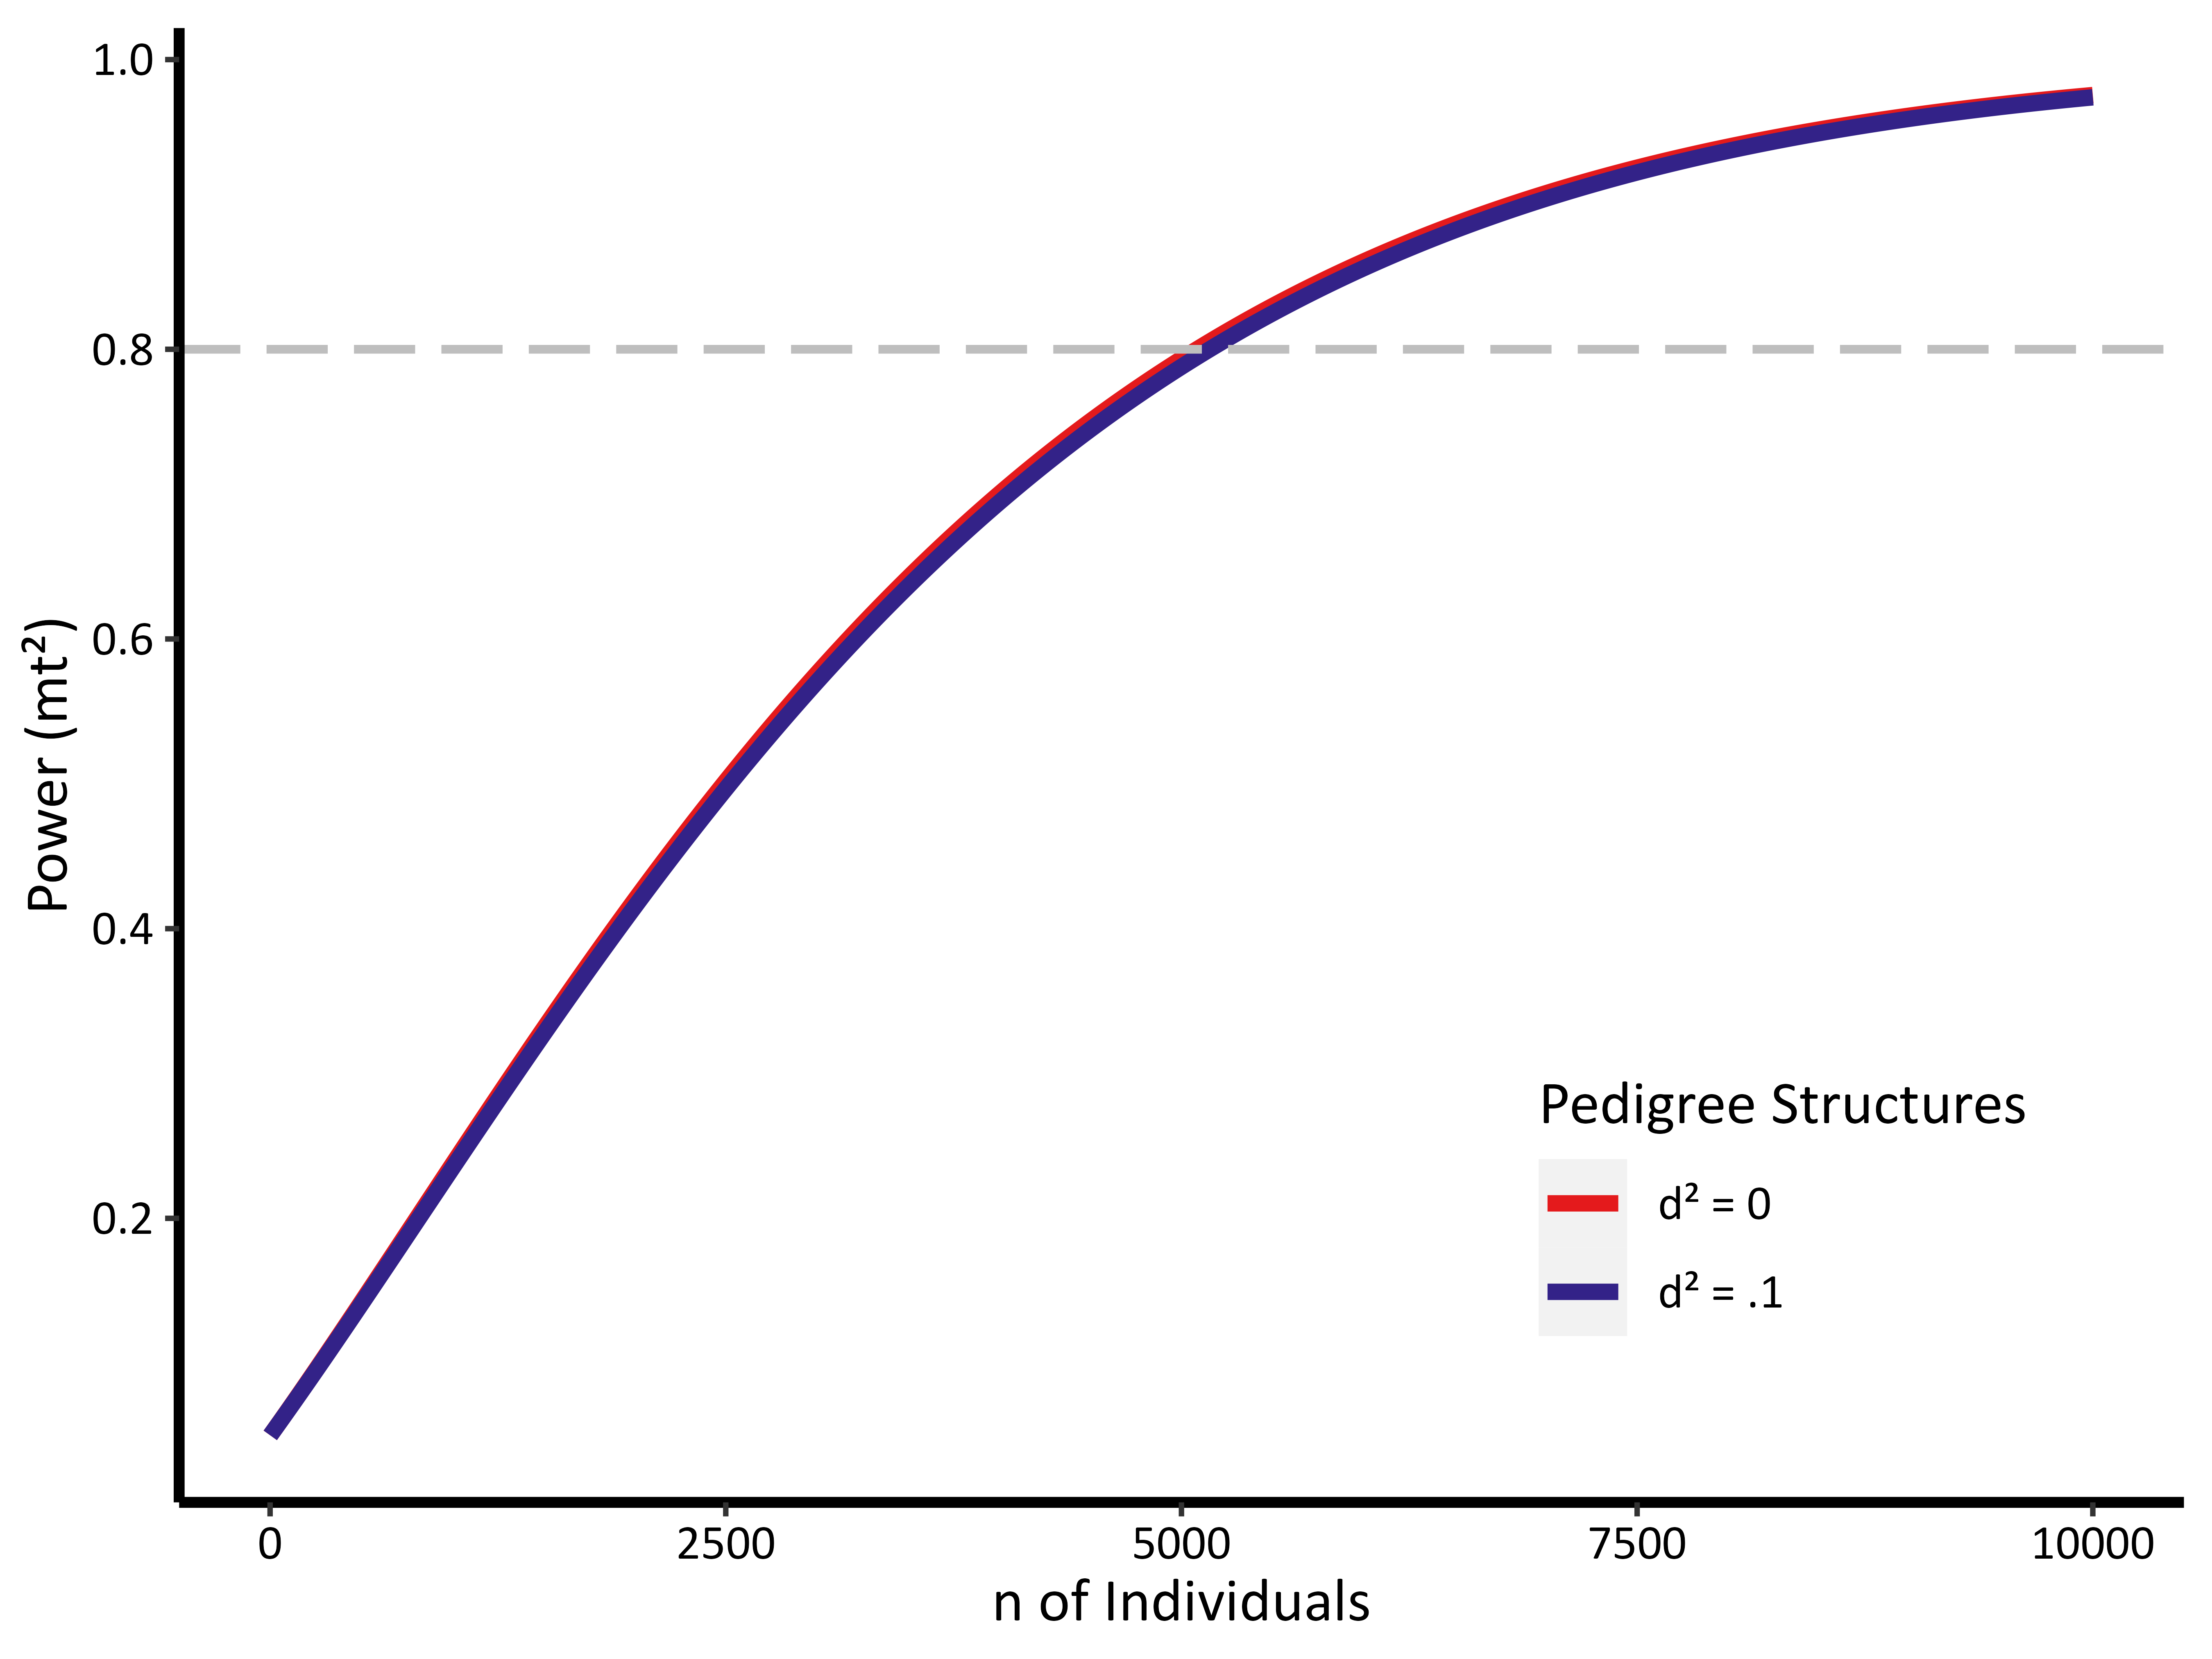 1.0
0.8
0.6
0.4
0.2
Power (mt²)
0
2500
5000
7500
10000
n of Individuals
Pedigree Structures
d² = 0
d² = .1